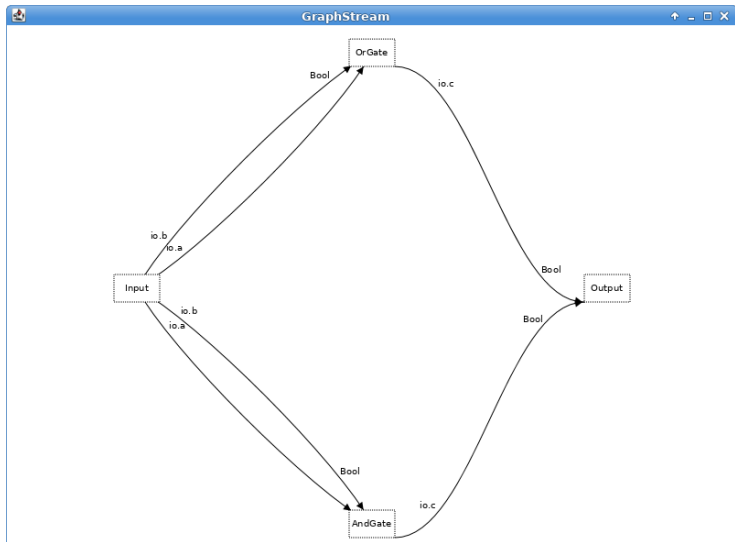 GraphStream
OrGate
Bool
io.c
io.b
io.a
Bool
Input
Output
io.b
io.a
Bool
Bool
io.c
AndGate